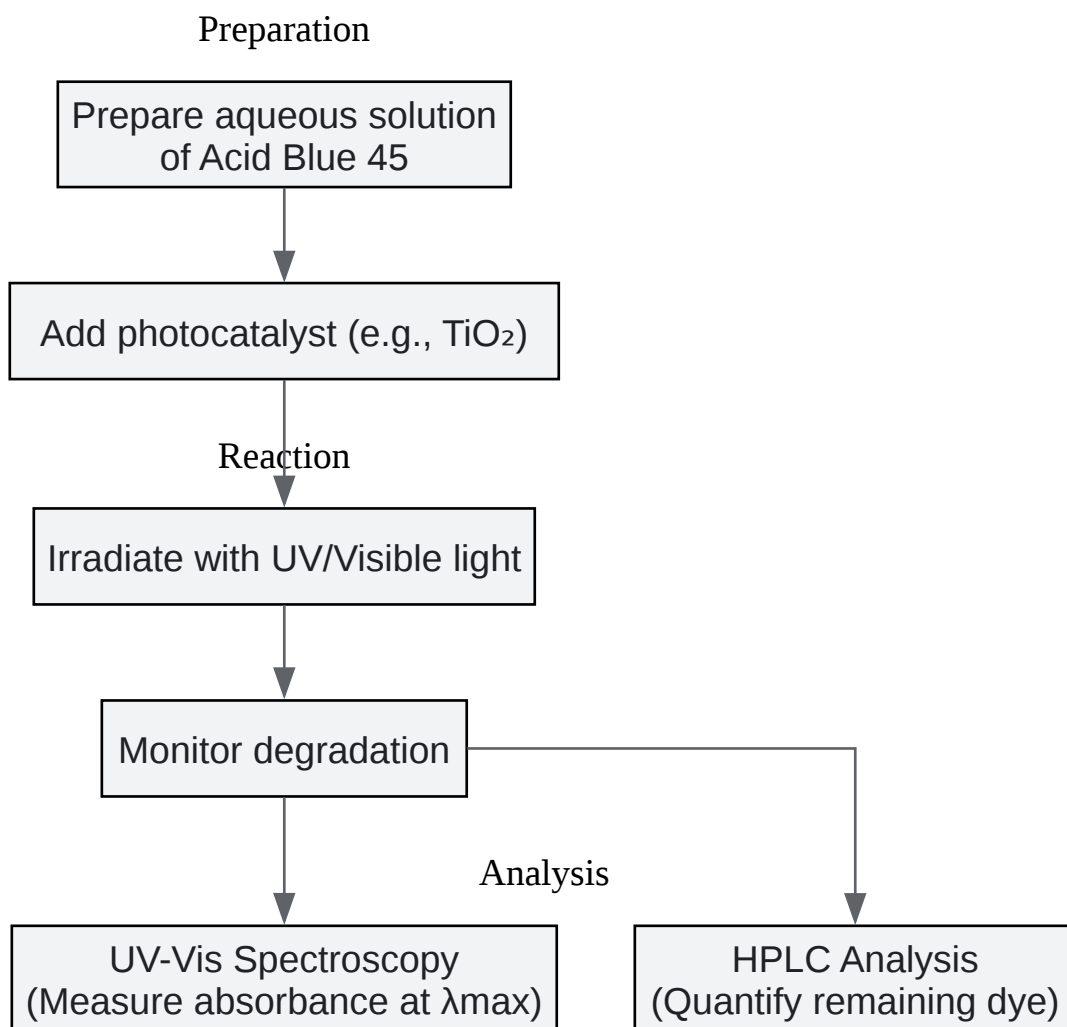 Preparation
Prepare aqueous solution
of Acid Blue 45
Add photocatalyst (e.g., TiO₂)
Reaction
Irradiate with UV/Visible light
Monitor degradation
Analysis
UV-Vis Spectroscopy
(Measure absorbance at λmax)
HPLC Analysis
(Quantify remaining dye)